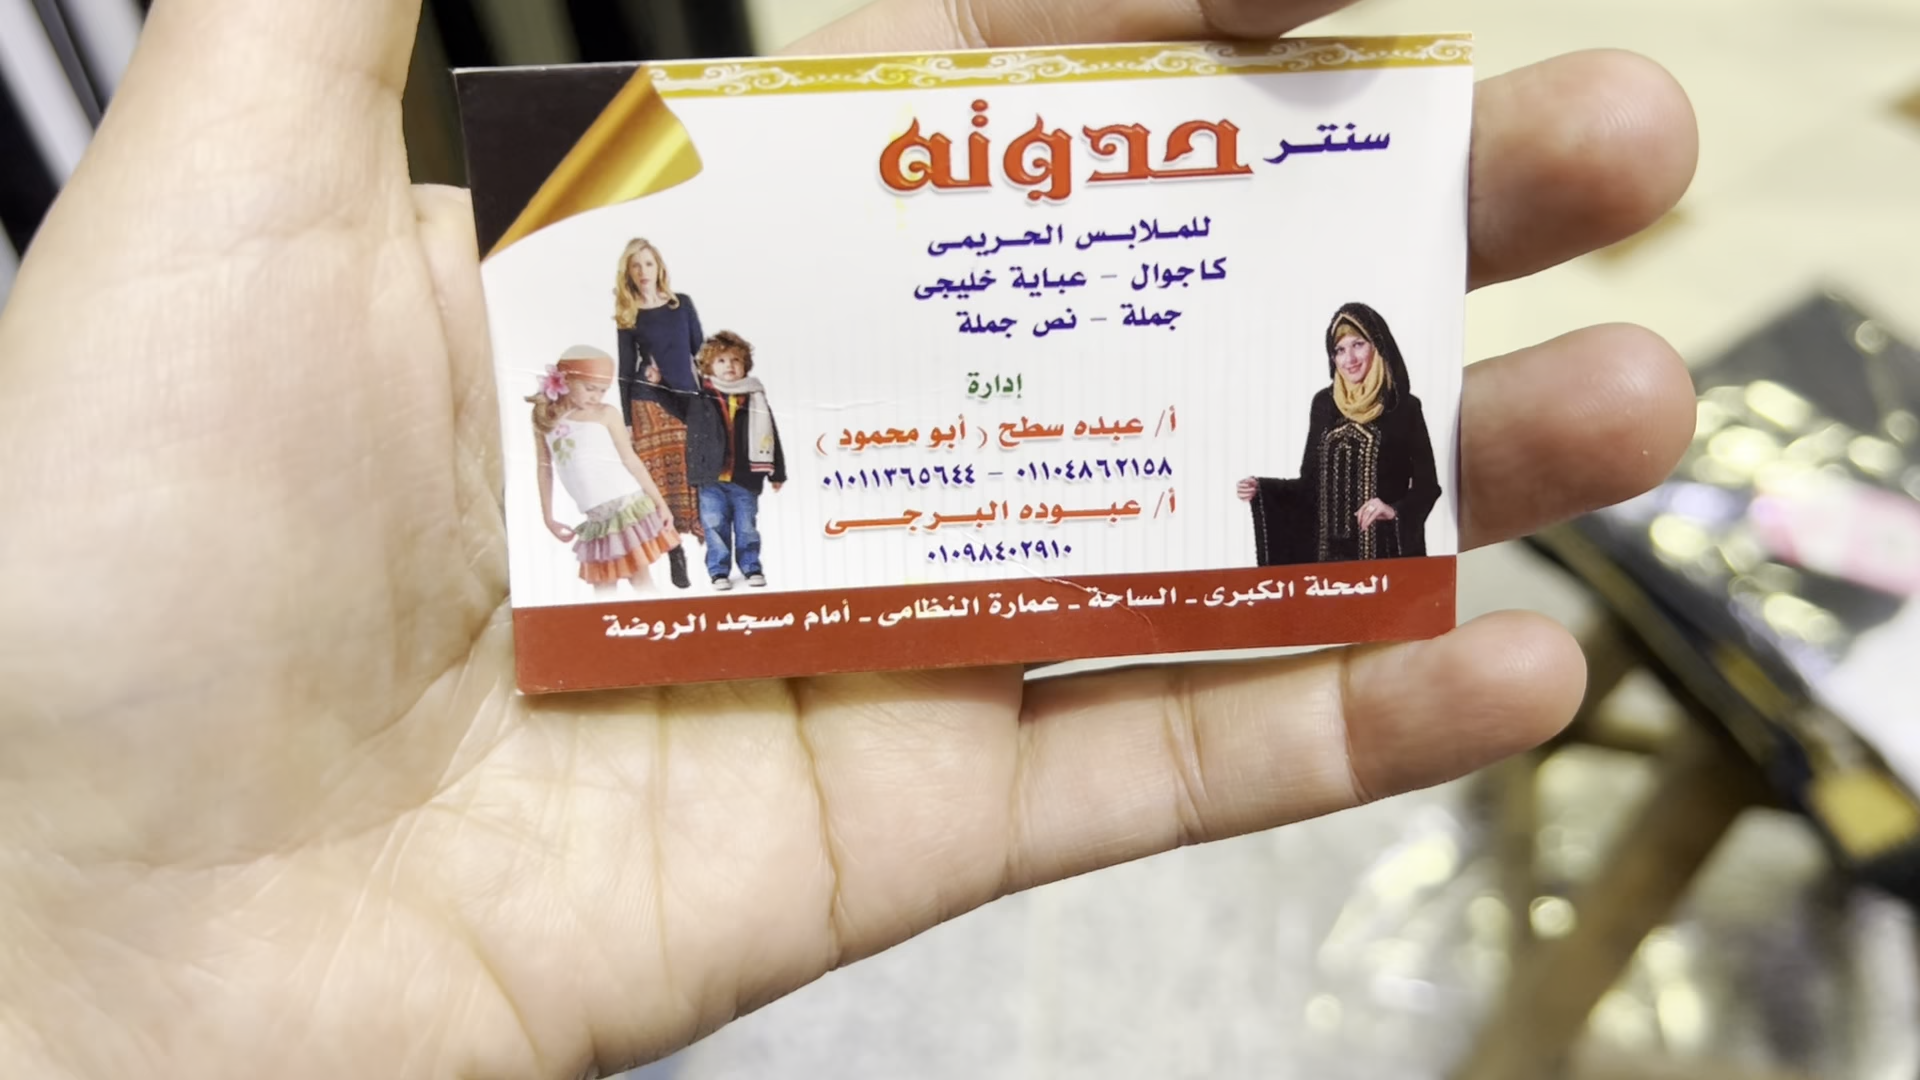 سنتر حدوته
للملابس الحريمى
كاجوال - عباية خليجى
جملة - نص جملة
إدارة
أ/ عبده سطح ( أبو محمود )
٠١١٠٤٨٦٢١٥٨ - ٠١٠١١٣٦٥٦٤٤
أ/ عبوده البرجى
٠١٠٩٨٤٠٢٩١٠
المحلة الكبرى - الساحة - عمارة النظامى - أمام مسجد الروضة